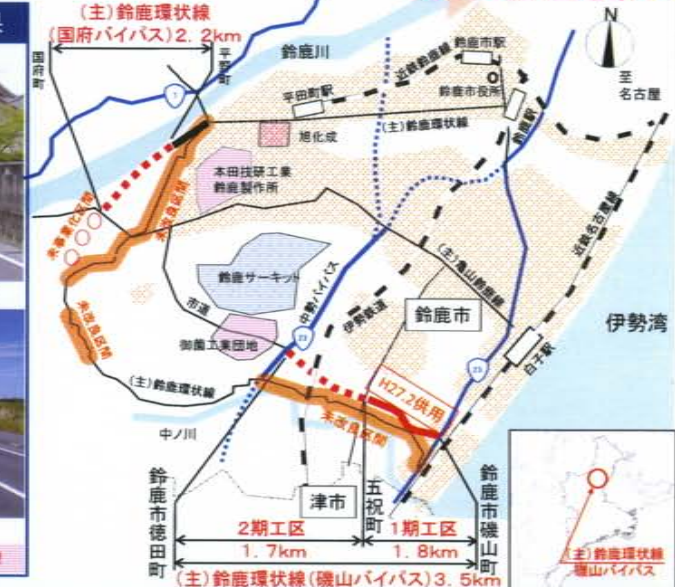 (主)鈴鹿環状線
(国府バイパス)2.2km
国府町
平野町
鈴鹿川
近鉄鈴鹿線
鈴鹿市駅
鈴鹿市役所
N
至
名古屋
1
平田町駅
鈴鹿駅
(主)鈴鹿環状線
旭化成
本田技研工業
鈴鹿製作所
未事業化区間
未改良区間
近鉄名古屋線
鈴鹿サーキット
(主)亀山鈴鹿線
中勢バイパス
未改良区間
市道
伊勢鉄道
鈴鹿市
伊勢湾
御薗工業団地
23
白子駅
23
H27.2供用
(主)鈴鹿環状線
未改良区間
中ノ川
鈴鹿市徳田町
津市
五祝町
鈴鹿市磯山町
2期工区
1期工区
1.7km
1.8km
(主)鈴鹿環状線(磯山バイパス)3.5km
(主)鈴鹿環状線
磯山バイパス